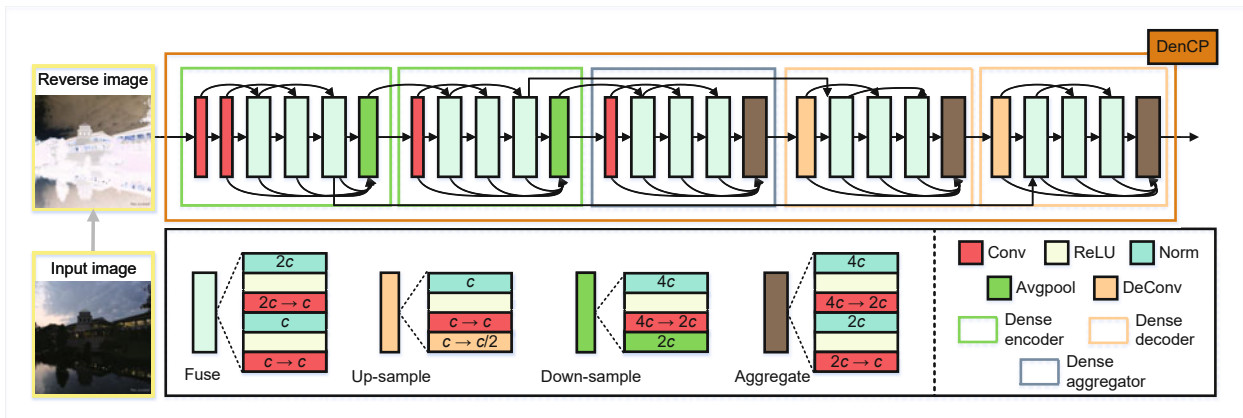 DenCP
Reverse image
Input image
2c
2c → c
c
c → c
Fuse
c
c → c
c → c/2
Up-sample
4c
4c → 2c
2c
Down-sample
4c
4c → 2c
2c
2c → c
Aggregate
Conv
ReLU
Norm
Avgpool
DeConv
Dense
encoder
Dense
decoder
Dense
aggregator